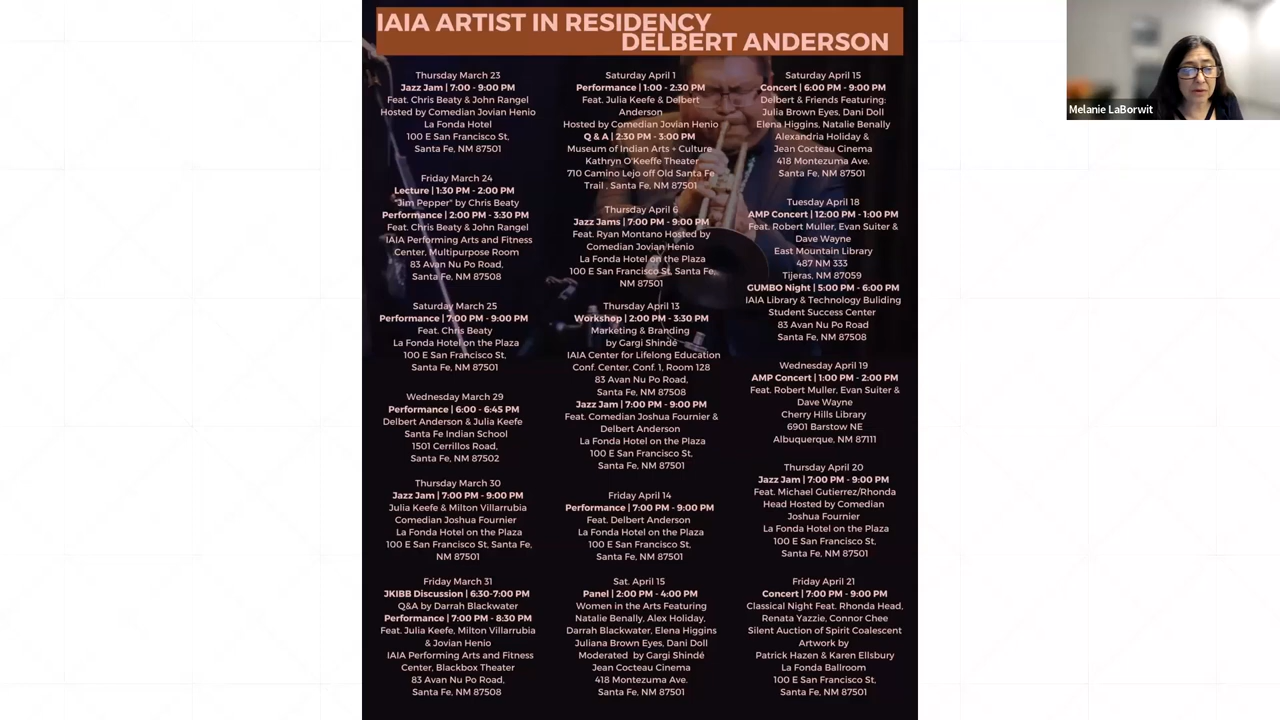 IAIA ARTIST IN RESIDENCY
DELBERT ANDERSON
Thursday March 23
Jazz Jam | 7:00 - 9:00 PM
Feat. Chris Beaty & John Rangel
Hosted by Comedian Jovian Henio
La Fonda Hotel
100 E San Francisco St,
Santa Fe, NM 87501
Friday March 24
Lecture | 1:30 PM - 2:00 PM
"Jim Pepper" by Chris Beaty
Performance | 2:00 PM - 3:30 PM
Feat. Chris Beaty & John Rangel
IAIA Performing Arts and Fitness
Center, Multipurpose Room
83 Avan Nu Po Road,
Santa Fe, NM 87508
Saturday March 25
Performance | 7:00 PM - 9:00 PM
Feat. Chris Beaty
La Fonda Hotel on the Plaza
100 E San Francisco St,
Santa Fe, NM 87501
Wednesday March 29
Performance | 6:00 - 6:45 PM
Delbert Anderson & Julia Keefe
Santa Fe Indian School
1501 Cerrillos Road,
Santa Fe, NM 87502
Thursday March 30
Jazz Jam | 7:00 PM - 9:00 PM
Julia Keefe & Milton Villarrubia
Comedian Joshua Fournier
La Fonda Hotel on the Plaza
100 E San Francisco St, Santa Fe,
NM 87501
Friday March 31
JKIBB Discussion | 6:30-7:00 PM
Q&A by Darrah Blackwater
Performance | 7:00 PM - 8:30 PM
Feat. Julia Keefe, Milton Villarrubia
& Jovian Henio
IAIA Performing Arts and Fitness
Center, Blackbox Theater
83 Avan Nu Po Road,
Santa Fe, NM 87508
Saturday April 1
Performance | 1:00 - 2:30 PM
Feat. Julia Keefe & Delbert
Anderson
Hosted by Comedian Jovian Henio
Q & A | 2:30 PM - 3:00 PM
Museum of Indian Arts + Culture
Kathryn O'Keeffe Theater
710 Camino Lejo off Old Santa Fe
Trail , Santa Fe, NM 87501
Thursday April 6
Jazz Jams | 7:00 PM - 9:00 PM
Feat. Ryan Montano Hosted by
Comedian Jovian Henio
La Fonda Hotel on the Plaza
100 E San Francisco St, Santa Fe,
NM 87501
Thursday April 13
Workshop | 2:00 PM - 3:30 PM
Marketing & Branding
by Gargi Shindé
IAIA Center for Lifelong Education
Conf. Center, Conf. 1, Room 128
83 Avan Nu Po Road,
Santa Fe, NM 87508
Jazz Jam | 7:00 PM - 9:00 PM
Feat. Comedian Joshua Fournier &
Delbert Anderson
La Fonda Hotel on the Plaza
100 E San Francisco St.
Santa Fe, NM 87501
Friday April 14
Performance | 7:00 PM - 9:00 PM
Feat. Delbert Anderson
La Fonda Hotel on the Plaza
100 E San Francisco St,
Santa Fe, NM 87501
Sat. April 15
Panel | 2:00 PM - 4:00 PM
Women in the Arts Featuring
Natalie Benally, Alex Holiday,
Darrah Blackwater, Elena Higgins
Juliana Brown Eyes, Dani Doll
Moderated by Gargi Shindé
Jean Cocteau Cinema
418 Montezuma Ave.
Santa Fe, NM 87501
Saturday April 15
Concert | 6:00 PM - 9:00 PM
Delbert & Friends Featuring:
Julia Brown Eyes, Dani Doll
Elena Higgins, Natalie Benally
Alexandria Holiday &
Jean Cocteau Cinema
418 Montezuma Ave.
Santa Fe, NM 87501
Tuesday April 18
AMP Concert | 12:00 PM - 1:00 PM
Feat. Robert Muller, Evan Suiter &
Dave Wayne
East Mountain Library
487 NM 333
Tijeras, NM 87059
GUMBO Night | 5:00 PM - 6:00 PM
IAIA Library & Technology Buliding
Student Success Center
83 Avan Nu Po Road
Santa Fe, NM 87508
Wednesday April 19
AMP Concert | 1:00 PM - 2:00 PM
Feat. Robert Muller, Evan Suiter &
Dave Wayne
Cherry Hills Library
6901 Barstow NE
Albuquerque, NM 87111
Thursday April 20
Jazz Jam | 7:00 PM - 9:00 PM
Feat. Michael Gutierrez/Rhonda
Head Hosted by Comedian
Joshua Fournier
La Fonda Hotel on the Plaza
100 E San Francisco St,
Santa Fe, NM 87501
Friday April 21
Concert | 7:00 PM - 9:00 PM
Classical Night Feat. Rhonda Head,
Renata Yazzie, Connor Chee
Silent Auction of Spirit Coalescent
Artwork by
Patrick Hazen & Karen Ellsbury
La Fonda Ballroom
100 E San Francisco St,
Santa Fe, NM 87501
Melanie LaBorwit